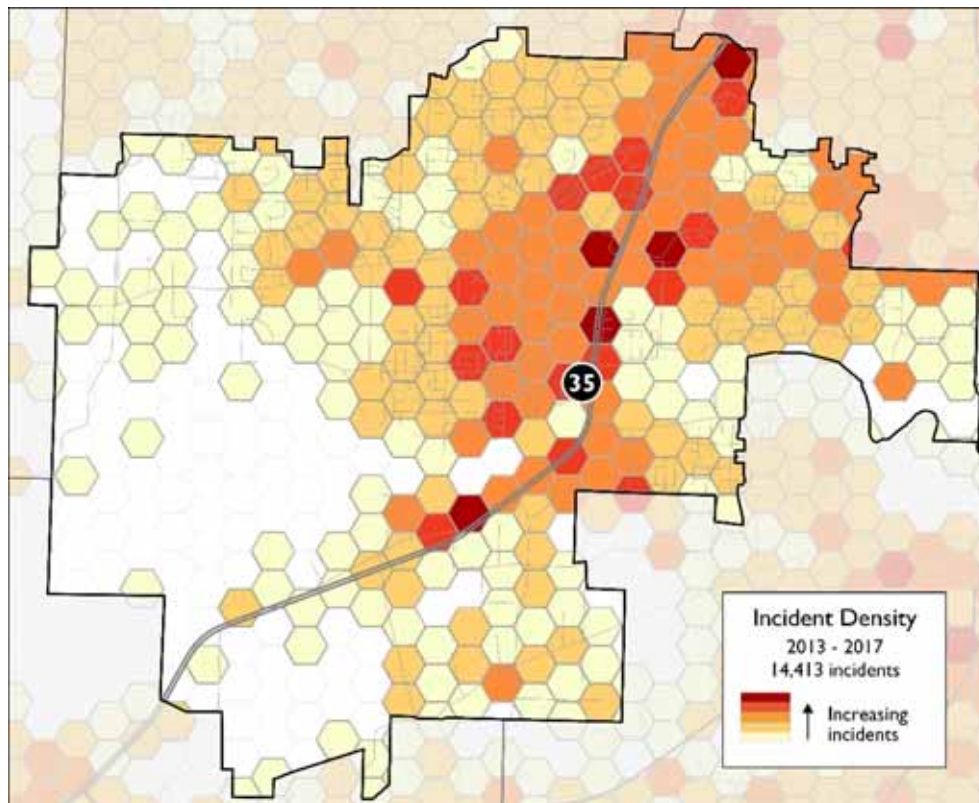 35
Incident Density
2013 - 2017
14,413 incidents
Increasing
incidents